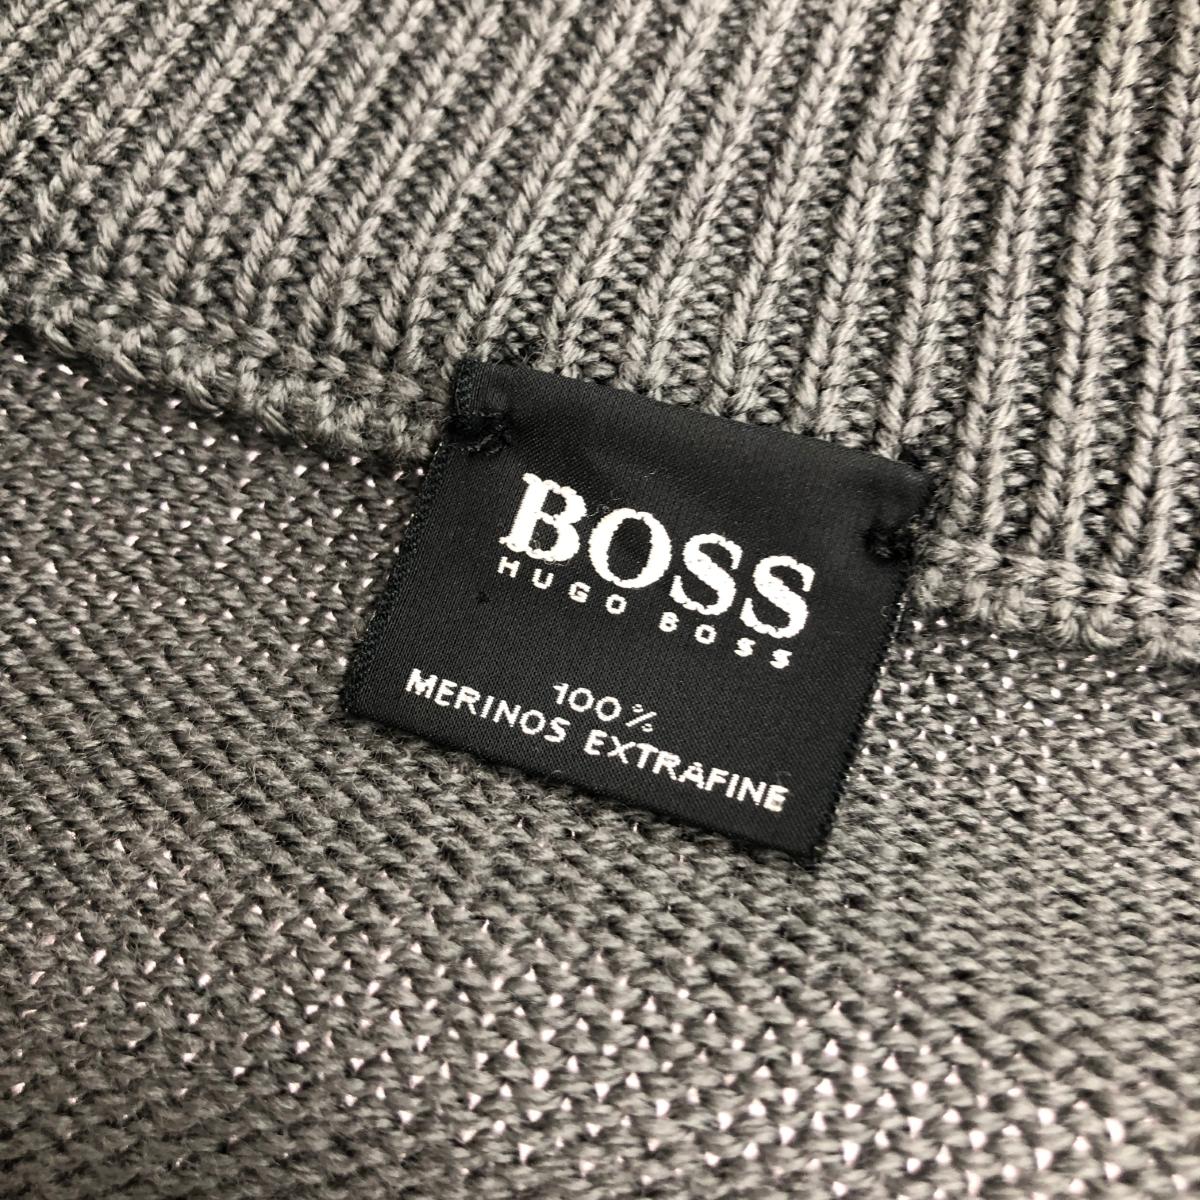 BOSS
HUGO BOSS
100%
MERINOS EXTRAFINE